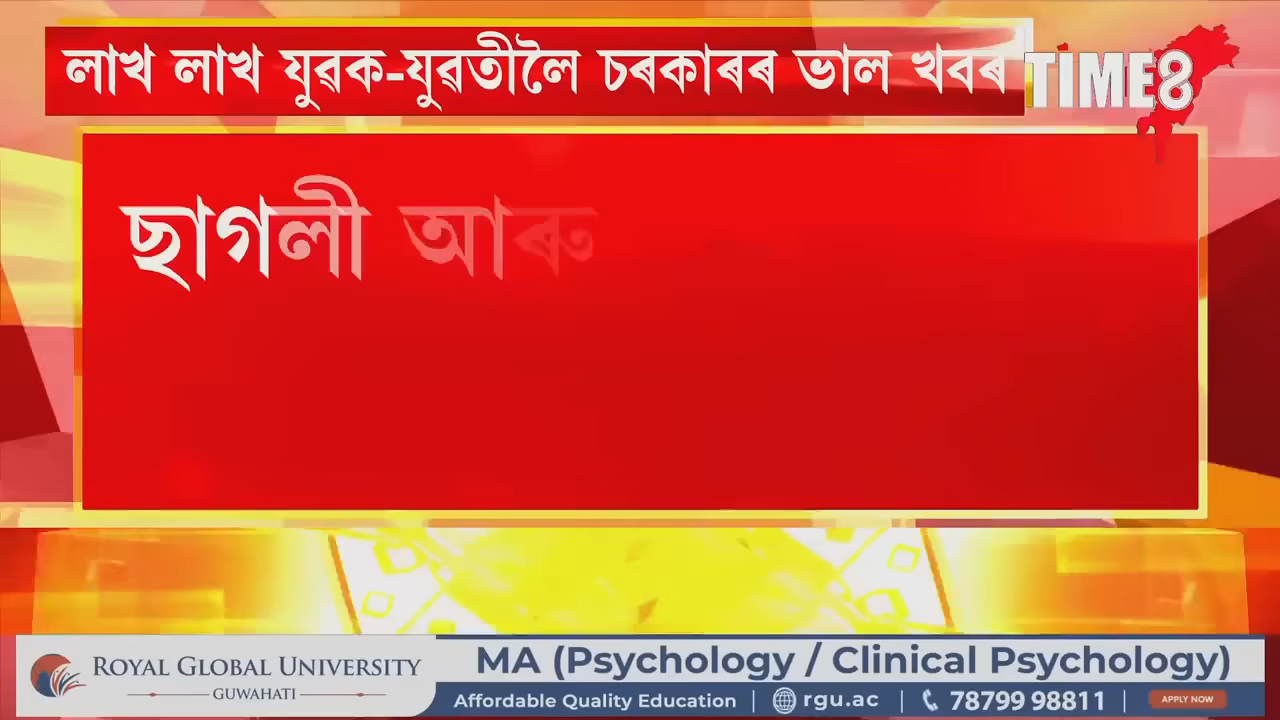 লাখ লাখ যুৱক-যুৱতীলৈ চৰকাৰৰ ভাল খবৰ
TIME8
ছাগলী আৰু
ROYAL GLOBAL UNIVERSITY
GUWAHATI
MA (Psychology / Clinical Psychology)
Affordable Quality Education | rgu.ac | 78799 98811 | APPLY NOW